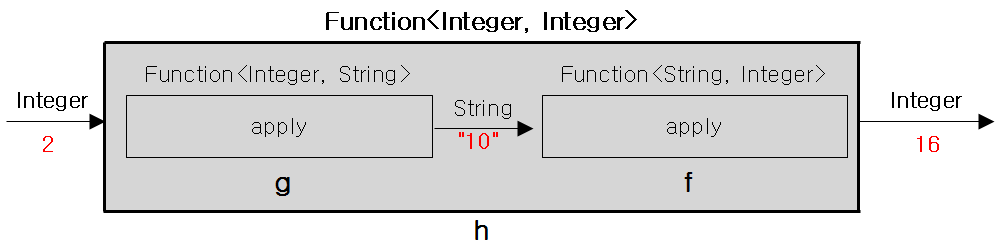 Function<Integer, Integer>
Function<Integer, String>
Function<String, Integer>
Integer
String
Integer
apply
apply
2
"10"
16
g
f
h